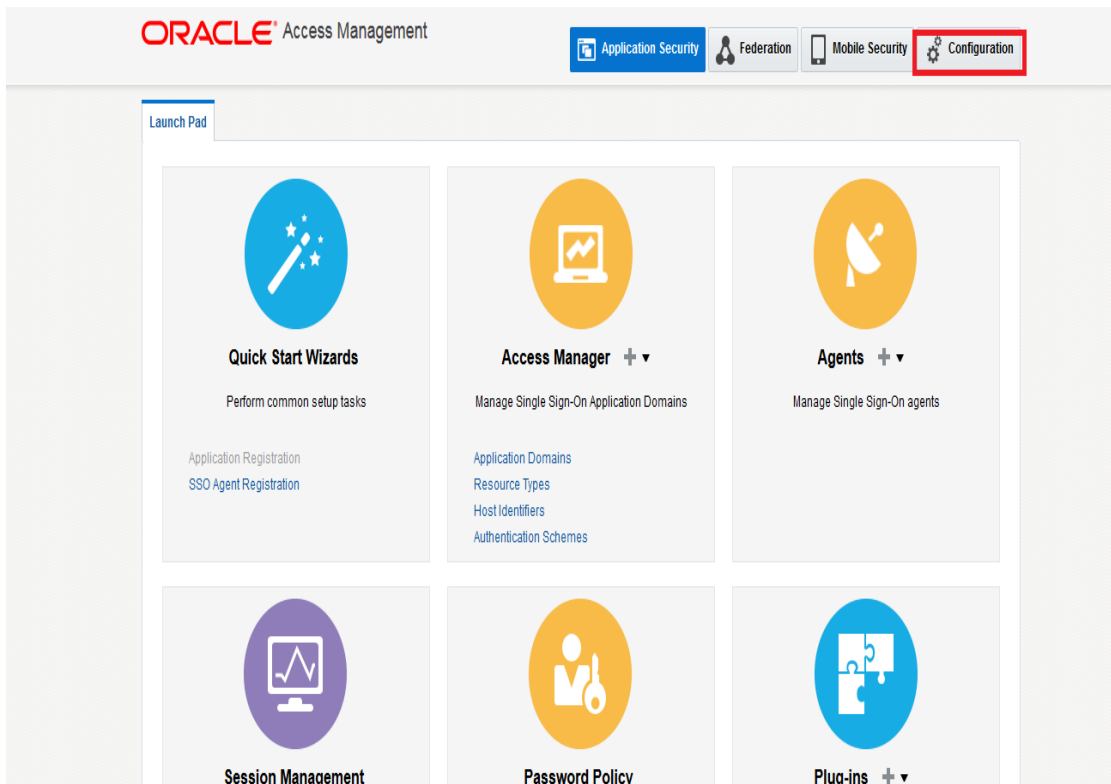 ORACLE® Access Management
Application Security
Federation
Mobile Security
Configuration
Launch Pad
Quick Start Wizards
Perform common setup tasks
Application Registration
SSO Agent Registration
Access Manager
Manage Single Sign-On Application Domains
Application Domains
Resource Types
Host Identifiers
Authentication Schemes
Agents
Manage Single Sign-On agents
Session Management
Password Policy
Plug-ins